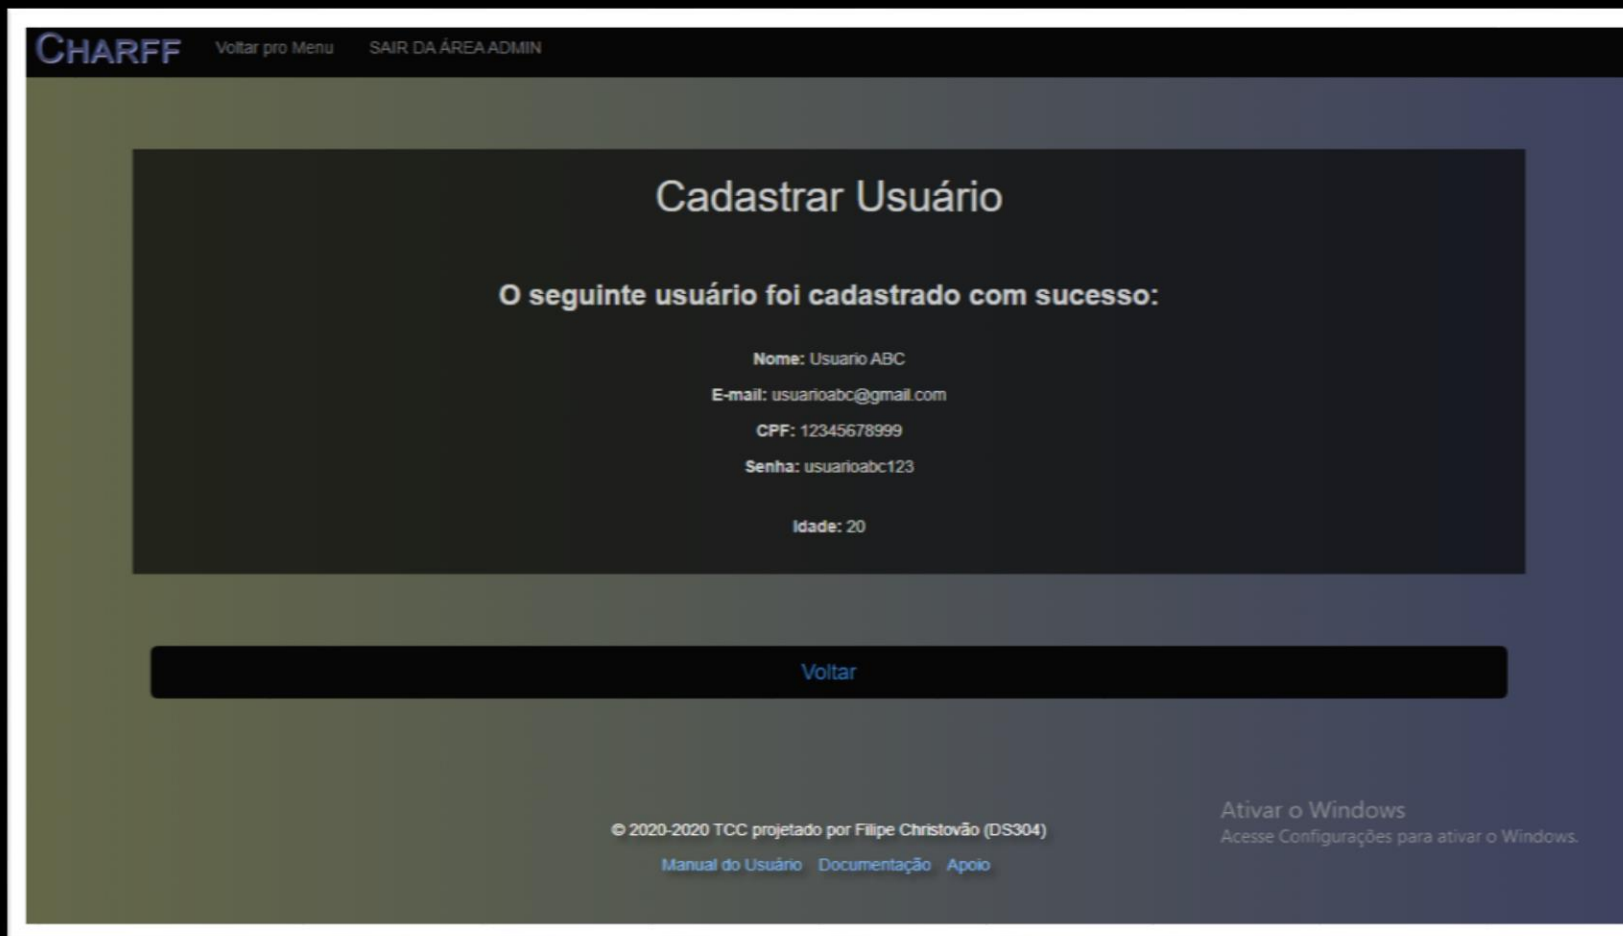 CHARFF Voltar pro Menu SAIR DA ÁREA ADMIN
Cadastrar Usuário
O seguinte usuário foi cadastrado com sucesso:
Nome: Usuario ABC
E-mail: usuarioabc@gmail.com
CPF: 12345678999
Senha: usuarioabc123
Idade: 20
Voltar
Ativar o Windows
Acesse Configurações para ativar o Windows.
© 2020-2020 TCC projetado por Filipe Christovão (DS304)
Manual do Usuário Documentação Apoio